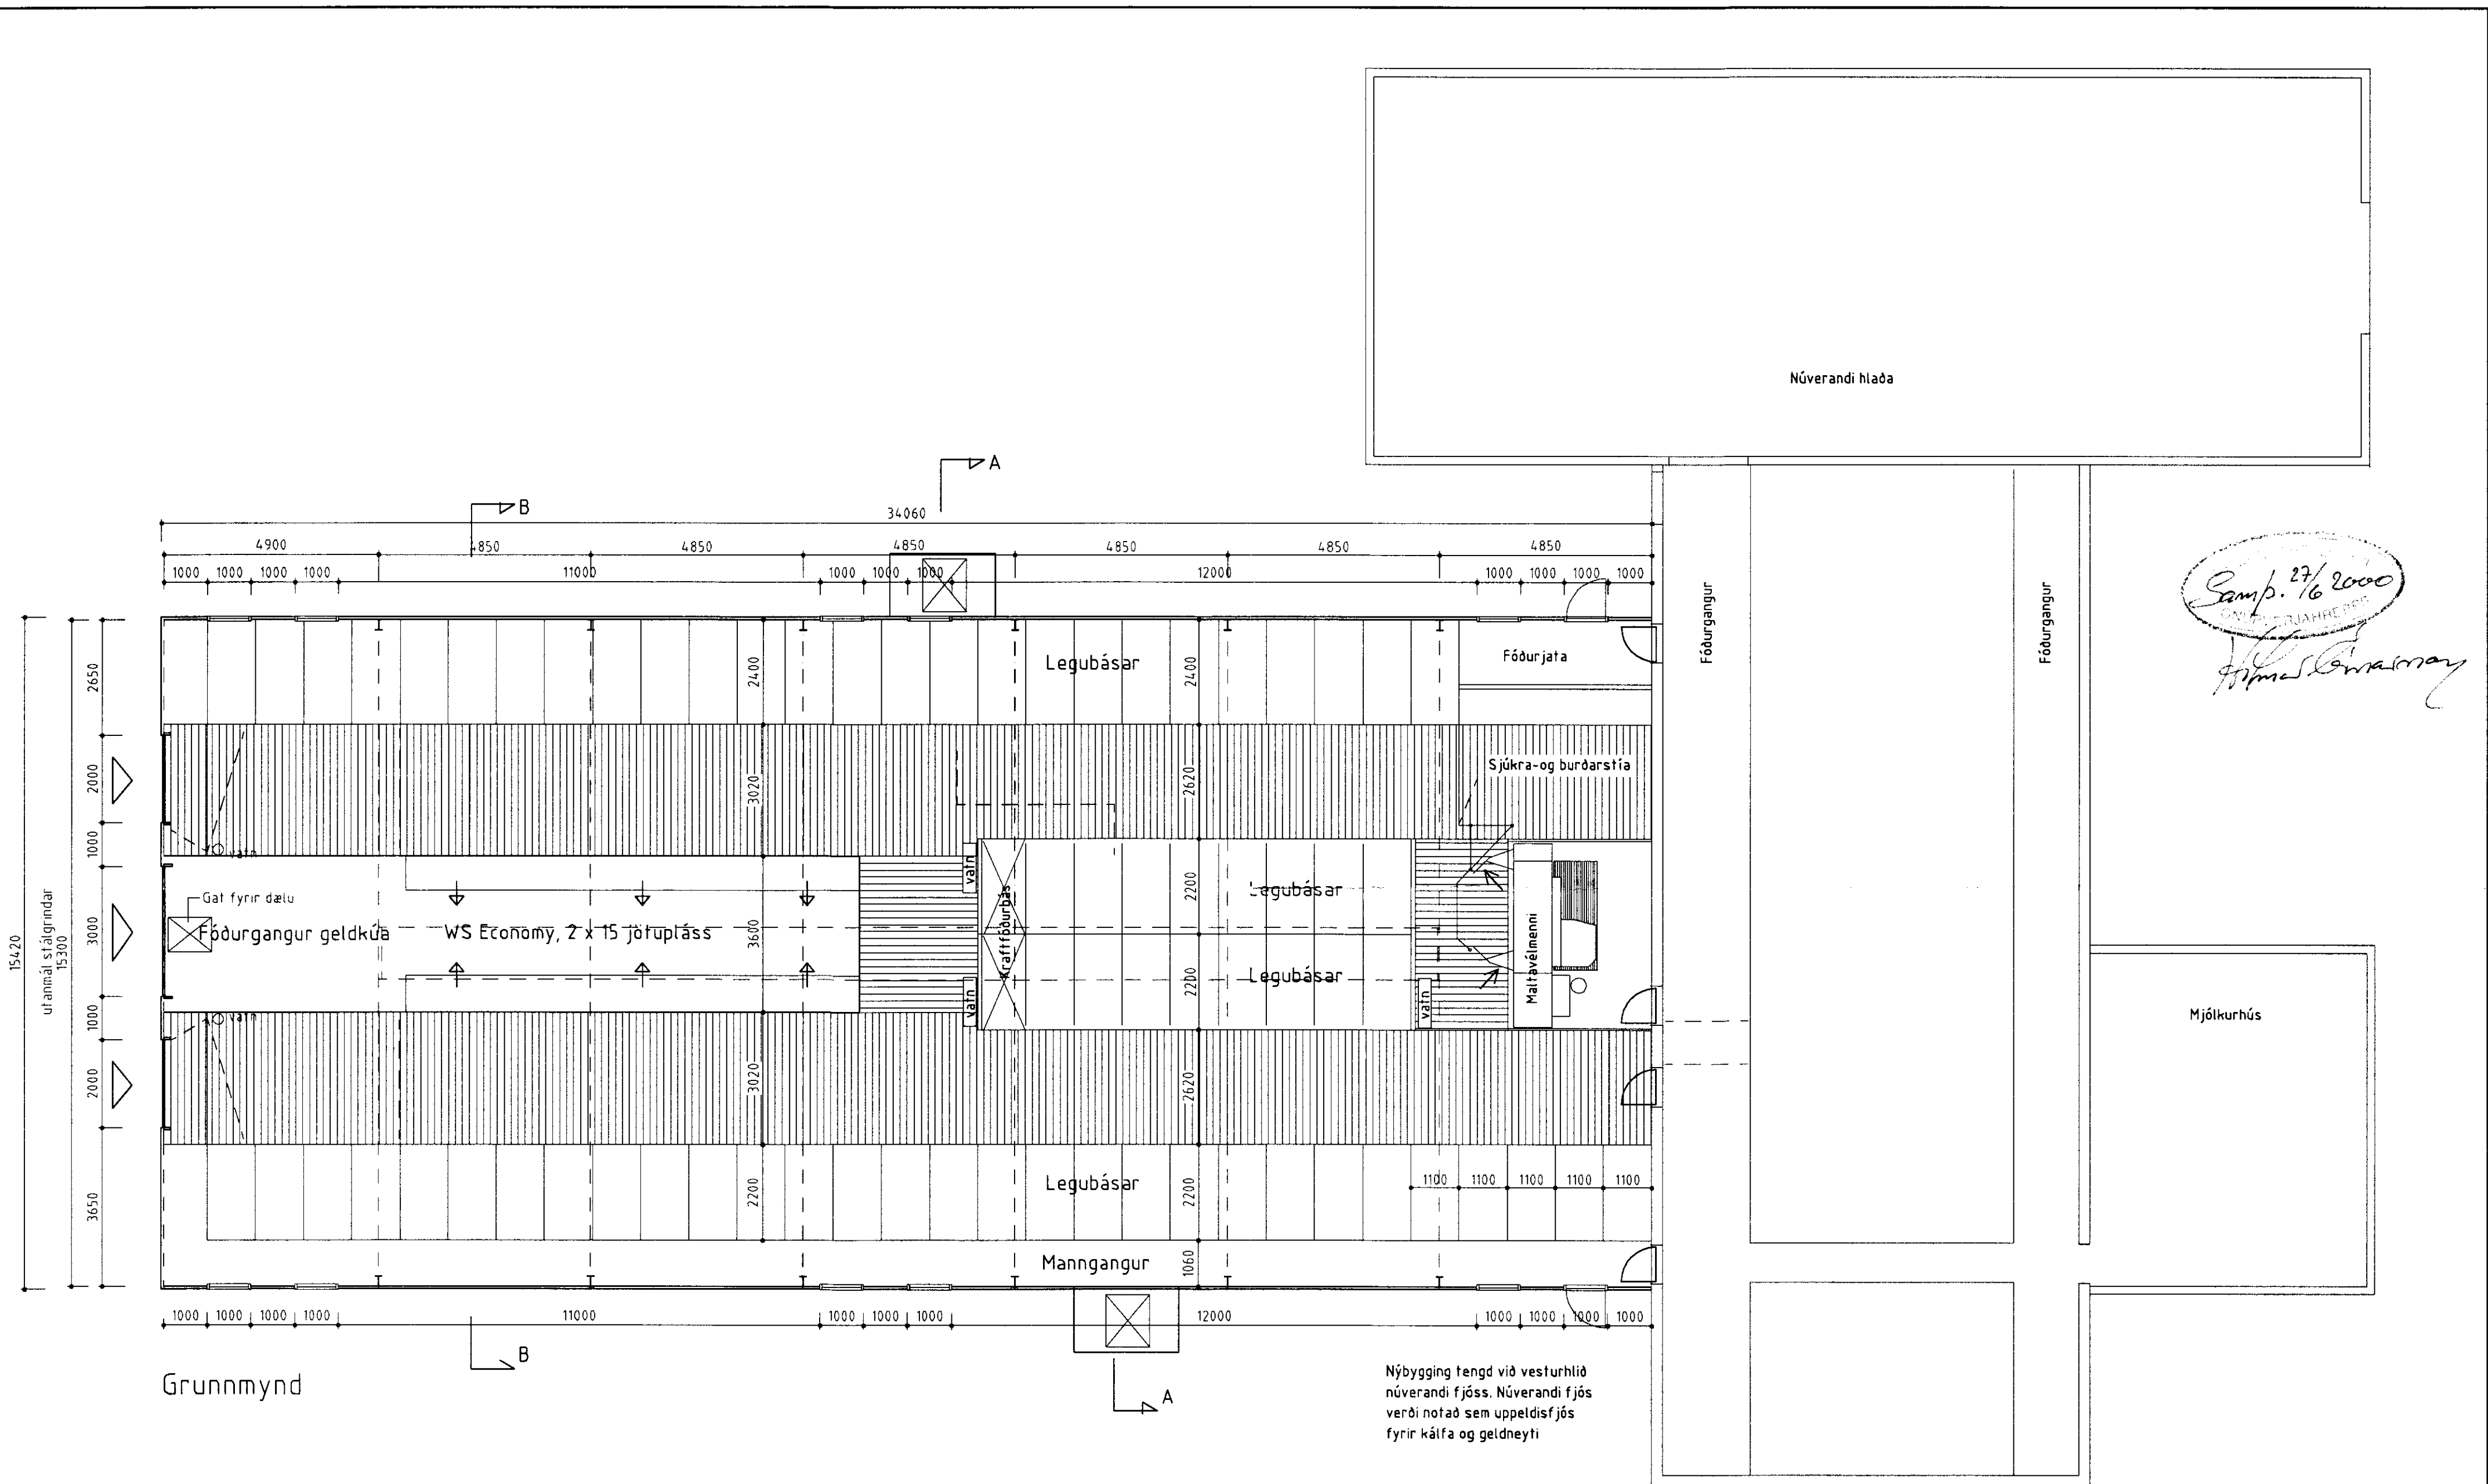 Núverandi hlaða
A
B
34060
4900
4850
4850
4850
4850
4850
4850
1000 1000 1000 1000 11000 1000 1000 1000 12000 1000 1000 1000 1000
Samþ. 27/6 2000
Fóðurgangur
Fóðurgangur
15420
utanmál stálgrindar
15300
2650
2000
1000
3000
1000
2000
3650
2400
Legubásar
2400
Fóðurjata
3020
2620
Sjúkra-og burðarstía
vatn
vatn
Gat fyrir dælu
Fóðurgangur geldkúa
WS Economy, 2 x 15 jötupláss
3600
Kraftfóðurbás
2200
Legubásar
2200
Legubásar
Maltavélmenni
vatn
vatn
vatn
Mjólkurhús
3020
2620
2200
Legubásar
2200
1100 1100 1100 1100 1100
Manngangur
1060
1000 1000 1000 1000 11000 1000 1000 1000 12000 1000 1000 1000 1000
B
A
Grunnmynd
Nýbygging tengd við vesturhlið
núverandi fjóss. Núverandi fjós
verði notað sem uppeldisfjós
fyrir kálfa og geldneyti